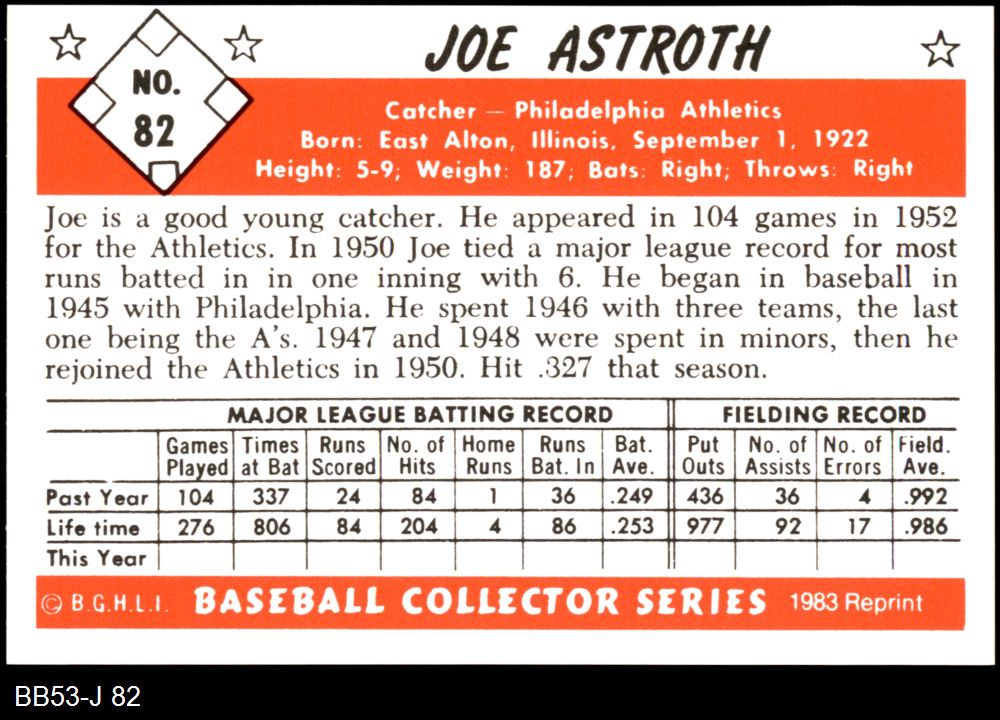 JOE ASTROTH
NO.
82
Catcher — Philadelphia Athletics
Born: East Alton, Illinois, September 1, 1922
Height: 5-9; Weight: 187; Bats: Right; Throws: Right
Joe is a good young catcher. He appeared in 104 games in 1952
for the Athletics. In 1950 Joe tied a major league record for most
runs batted in in one inning with 6. He began in baseball in
1945 with Philadelphia. He spent 1946 with three teams, the last
one being the A's. 1947 and 1948 were spent in minors, then he
rejoined the Athletics in 1950. Hit .327 that season.
MAJOR LEAGUE BATTING RECORD FIELDING RECORD
Games Times Runs No. of Home Runs Bat. Put No. of No. of Field.
Played at Bat Scored Hits Runs Bat. In Ave. Outs Assists Errors Ave.
Past Year 104 337 24 84 1 36 .249 436 36 4 .992
Life time 276 806 84 204 4 86 .253 977 92 17 .986
This Year
© B.G.H.L.I. BASEBALL COLLECTOR SERIES 1983 Reprint
BB53-J 82